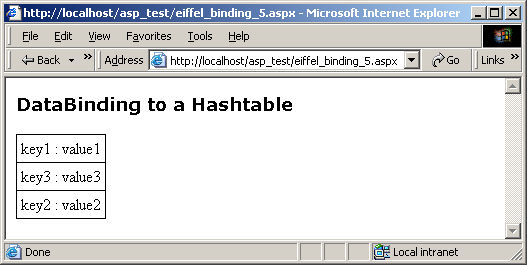 http://localhost/asp_test/eiffel_binding_5.aspx - Microsoft Internet Explorer
File Edit View Favorites Tools Help
Back » Address http://localhost/asp_test/eiffel_binding_5.aspx Go Links »
DataBinding to a Hashtable
key1 : value1
key3 : value3
key2 : value2
Done Local intranet